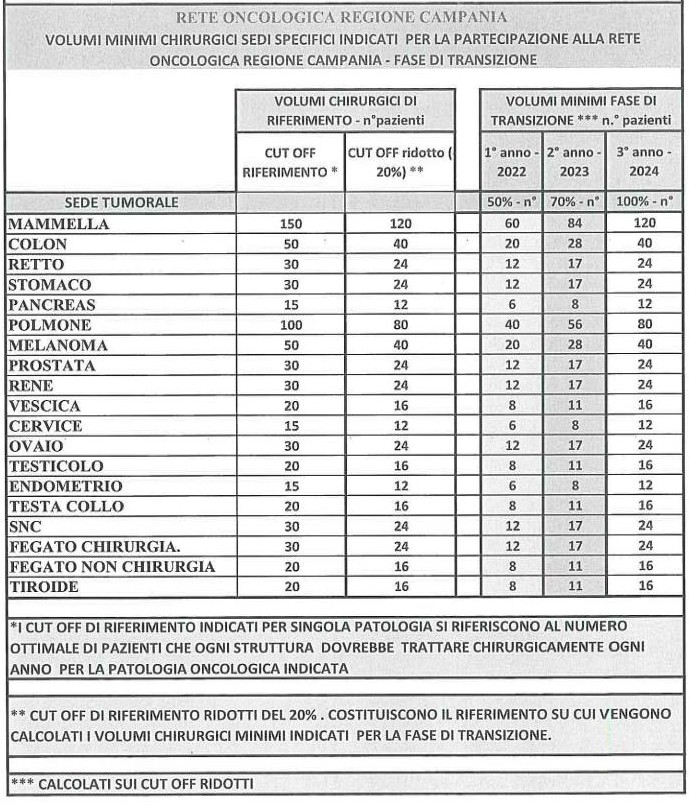 RETE ONCOLOGICA REGIONE CAMPANIA
VOLUMI MINIMI CHIRURGICI SEDI SPECIFICI INDICATI PER LA PARTECIPAZIONE ALLA RETE
ONCOLOGICA REGIONE CAMPANIA - FASE DI TRANSIZIONE
VOLUMI CHIRURGICI DI RIFERIMENTO - n°pazienti VOLUMI MINIMI FASE DI TRANSIZIONE *** n.° pazienti
CUT OFF RIFERIMENTO * CUT OFF ridotto (-20%) ** 1° anno - 2022 2° anno - 2023 3° anno - 2024
SEDE TUMORALE 50% - n° 70% - n° 100% - n°
MAMMELLA 150 120 60 84 120
COLON 50 40 20 28 40
RETTO 30 24 12 17 24
STOMACO 30 24 12 17 24
PANCREAS 15 12 6 8 12
POLMONE 100 80 40 56 80
MELANOMA 50 40 20 28 40
PROSTATA 30 24 12 17 24
RENE 30 24 12 17 24
VESCICA 20 16 8 11 16
CERVICE 15 12 6 8 12
OVAIO 30 24 12 17 24
TESTICOLO 20 16 8 11 16
ENDOMETRIO 15 12 6 8 12
TESTA COLLO 20 16 8 11 16
SNC 30 24 12 17 24
FEGATO CHIRURGIA. 30 24 12 17 24
FEGATO NON CHIRURGIA 20 16 8 11 16
TIROIDE 20 16 8 11 16
*I CUT OFF DI RIFERIMENTO INDICATI PER SINGOLA PATOLOGIA SI RIFERISCONO AL NUMERO
OTTIMALE DI PAZIENTI CHE OGNI STRUTTURA DOVREBBE TRATTARE CHIRURGICAMENTE OGNI
ANNO PER LA PATOLOGIA ONCOLOGICA INDICATA
** CUT OFF DI RIFERIMENTO RIDOTTI DEL 20% . COSTITUISCONO IL RIFERIMENTO SU CUI VENGONO
CALCOLATI I VOLUMI CHIRURGICI MINIMI INDICATI PER LA FASE DI TRANSIZIONE.
*** CALCOLATI SUI CUT OFF RIDOTTI